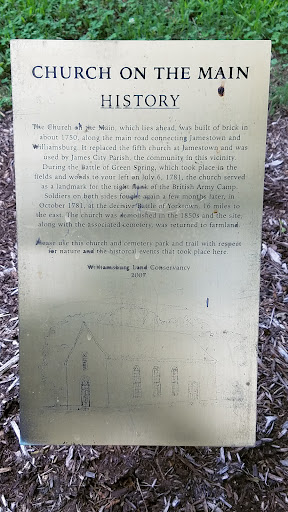 CHURCH ON THE MAIN
HISTORY
The Church on the Main, which lies ahead, was built of brick in
about 1750, along the main road connecting Jamestown and
Williamsburg. It replaced the fifth church at Jamestown and was
used by James City Parish, the community in this vicinity.
During the Battle of Green Spring, which took place in the
fields and woods to your left on July 6, 1781, the church served
as a landmark for the right flank of the British Army Camp.
Soldiers on both sides fought again a few months later, in
October 1781, at the decisive Battle of Yorktown, 16 miles to
the east. The church was demolished in the 1850s and the site,
along with the associated cemetery, was returned to farmland.
Please use this church and cemetery park and trail with respect
for nature and the historical events that took place here.
Williamsburg Land Conservancy
2007